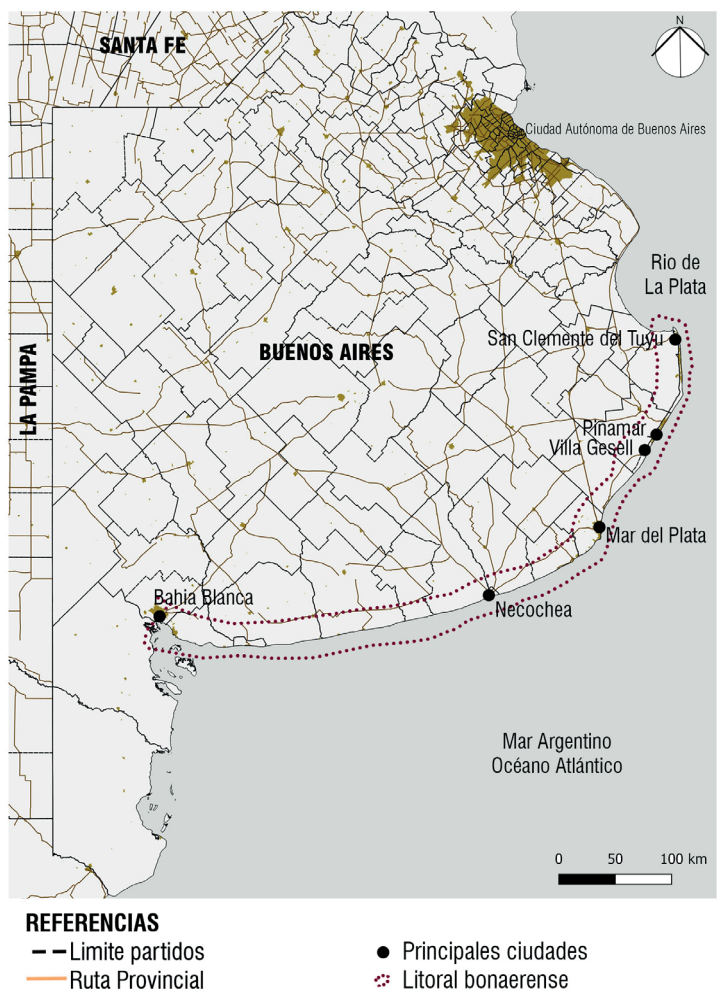 SANTA FE
N
Ciudad Autónoma de Buenos Aires
Rio de
La Plata
San Clemente del Tuyu
BUENOS AIRES
LA PAMPA
Pinamar
Villa Gesell
Mar del Plata
Bahia Blanca
Necochea
Mar Argentino
Océano Atlántico
0 50 100 km
REFERENCIAS
Limite partidos
Principales ciudades
Ruta Provincial
Litoral bonaerense